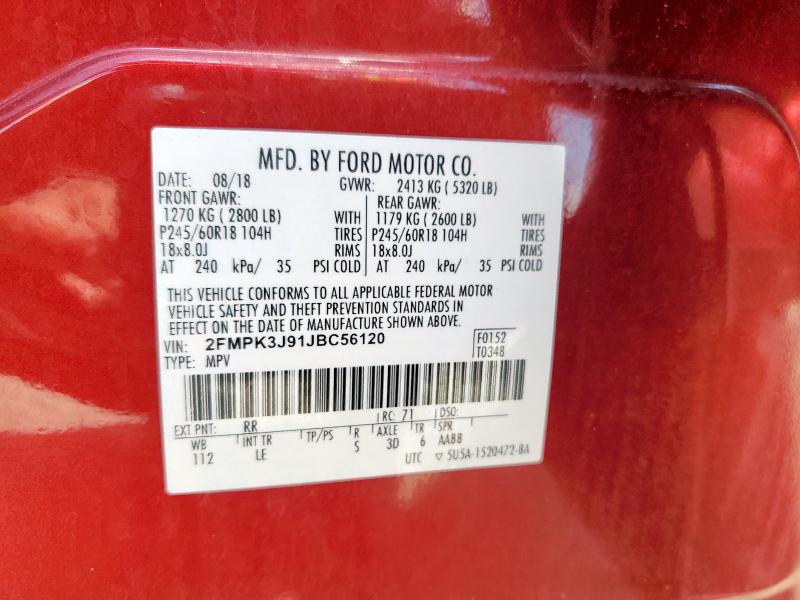 MFD. BY FORD MOTOR CO.
DATE: 08/18 GVWR: 2413 KG ( 5320 LB)
FRONT GAWR: REAR GAWR:
1270 KG ( 2800 LB) WITH 1179 KG ( 2600 LB) WITH
P245/60R18 104H TIRES P245/60R18 104H TIRES
18x8.0J RIMS 18x8.0J RIMS
AT 240 kPa/ 35 PSI COLD AT 240 kPa/ 35 PSI COLD
THIS VEHICLE CONFORMS TO ALL APPLICABLE FEDERAL MOTOR
VEHICLE SAFETY AND THEFT PREVENTION STANDARDS IN
EFFECT ON THE DATE OF MANUFACTURE SHOWN ABOVE.
VIN: 2FMPK3J91JBC56120 F0152
TYPE: MPV T0348
EXT PNT: RR RC: 71 DSO:
WB INT TR TP/PS R AXLE TR SPR
112 LE S 3D 6 AABB
UTC ▽ 5U5A-1520472-BA